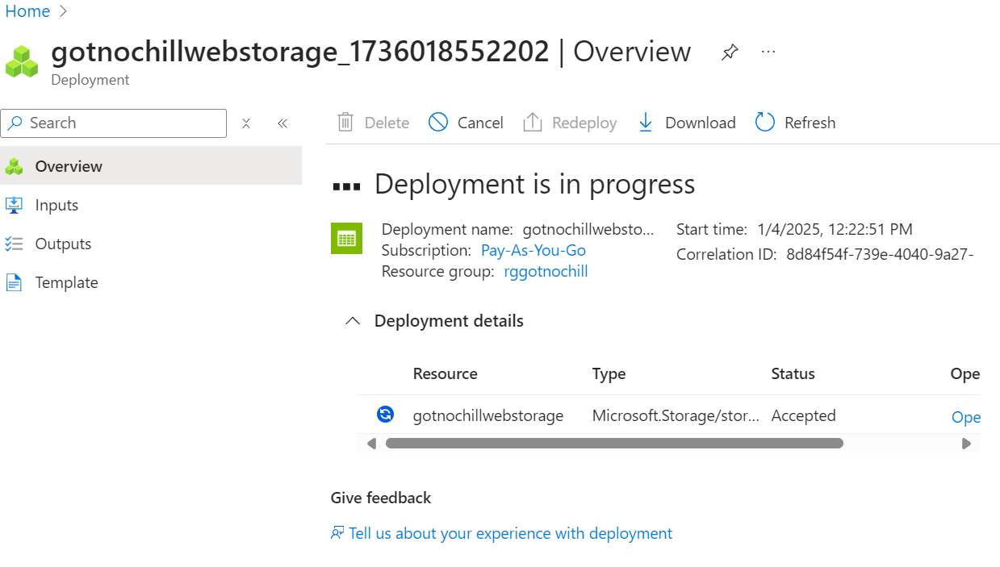 Home
gotnochillwebstorage_1736018552202 | Overview
Deployment
Search
Overview
Inputs
Outputs
Template
Delete Cancel Redeploy Download Refresh
Deployment is in progress
Deployment name: gotnochillwebsto...
Subscription: Pay-As-You-Go
Resource group: rggotnochill
Start time: 1/4/2025, 12:22:51 PM
Correlation ID: 8d84f54f-739e-4040-9a27-
Deployment details
Resource Type Status Ope
gotnochillwebstorage Microsoft.Storage/stor... Accepted Ope
Give feedback
Tell us about your experience with deployment